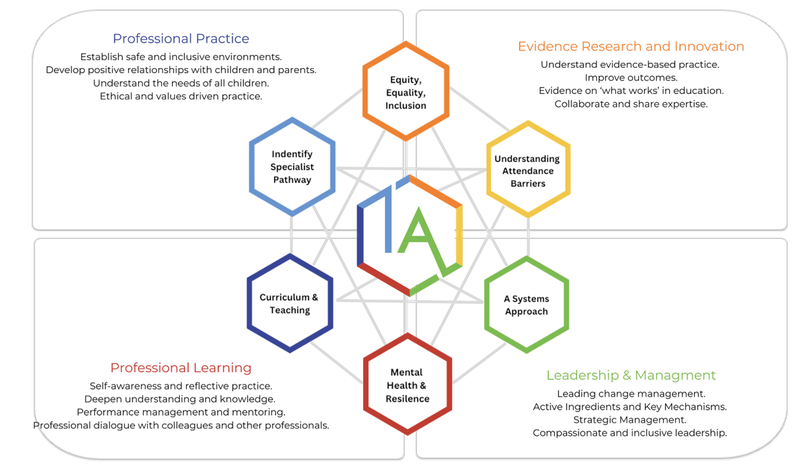 Professional Practice
Establish safe and inclusive environments.
Develop positive relationships with children and parents.
Understand the needs of all children.
Ethical and values driven practice.
Evidence Research and Innovation
Understand evidence-based practice.
Improve outcomes.
Evidence on ‘what works’ in education.
Collaborate and share expertise.
Equity,
Equality,
Inclusion
Indentify
Specialist
Pathway
Understanding
Attendance
Barriers
IA
Curriculum &
Teaching
A Systems
Approach
Mental
Health &
Resilence
Professional Learning
Self-awareness and reflective practice.
Deepen understanding and knowledge.
Performance management and mentoring.
Professional dialogue with colleagues and other professionals.
Leadership & Managment
Leading change management.
Active Ingredients and Key Mechanisms.
Strategic Management.
Compassionate and inclusive leadership.